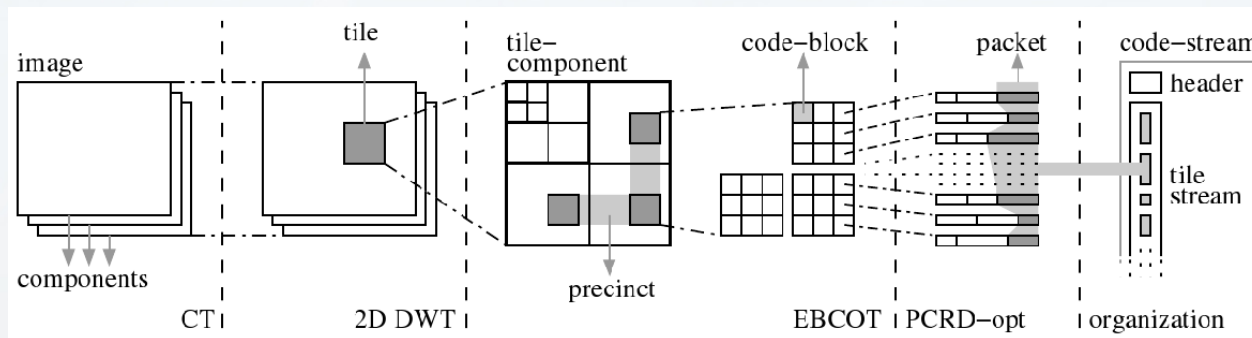 image
components
CT
tile
2D DWT
tile–
component
precinct
code–block
EBCOT
packet
PCRD–opt
code–stream
header
tile
stream
organization